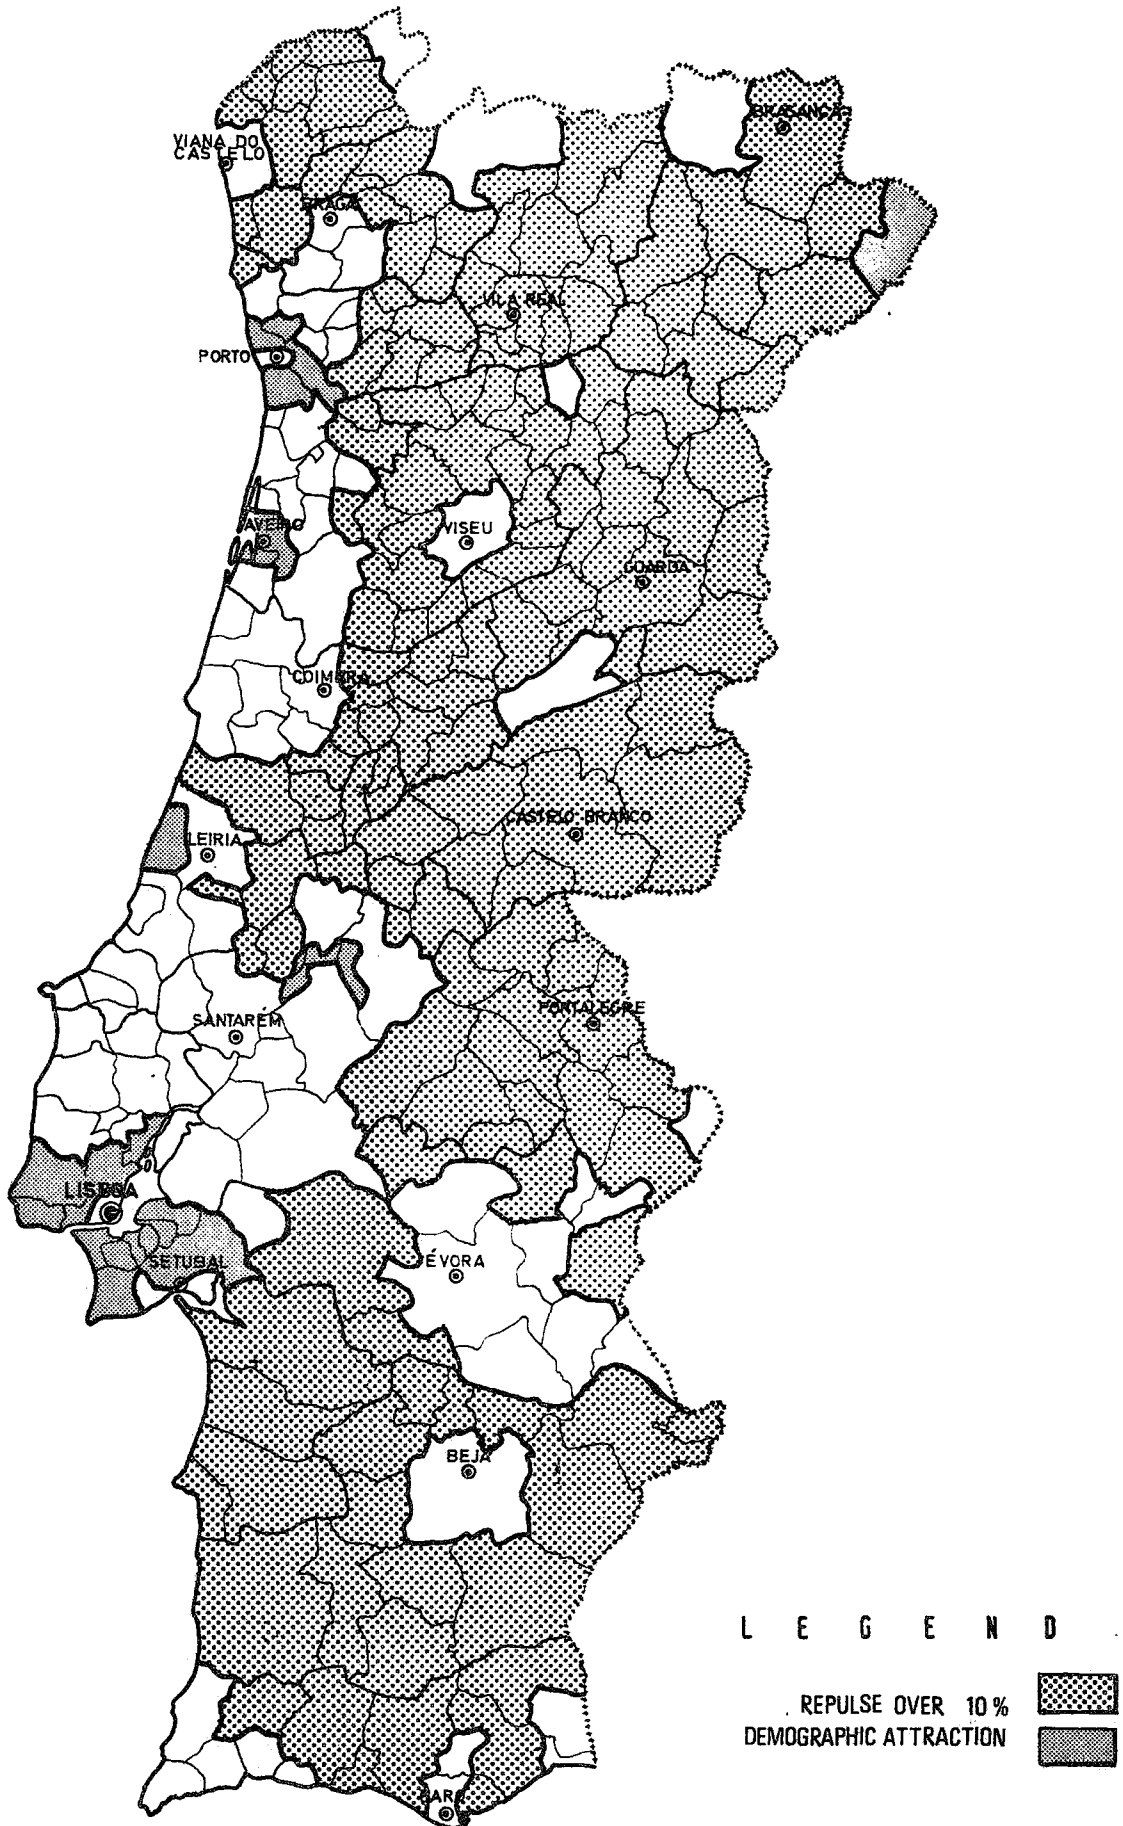 BRAGANÇA
VIANA DO
CASTELO
BRAGA
VILA REAL
PORTO
AVEIRO
VISEU
GUARDA
COIMBRA
CASTELO BRANCO
LEIRIA
PORTALEGRE
SANTARÉM
LISBOA
SETUBAL
ÉVORA
BEJA
LEGEND
REPULSE OVER 10 %
DEMOGRAPHIC ATTRACTION
FARO